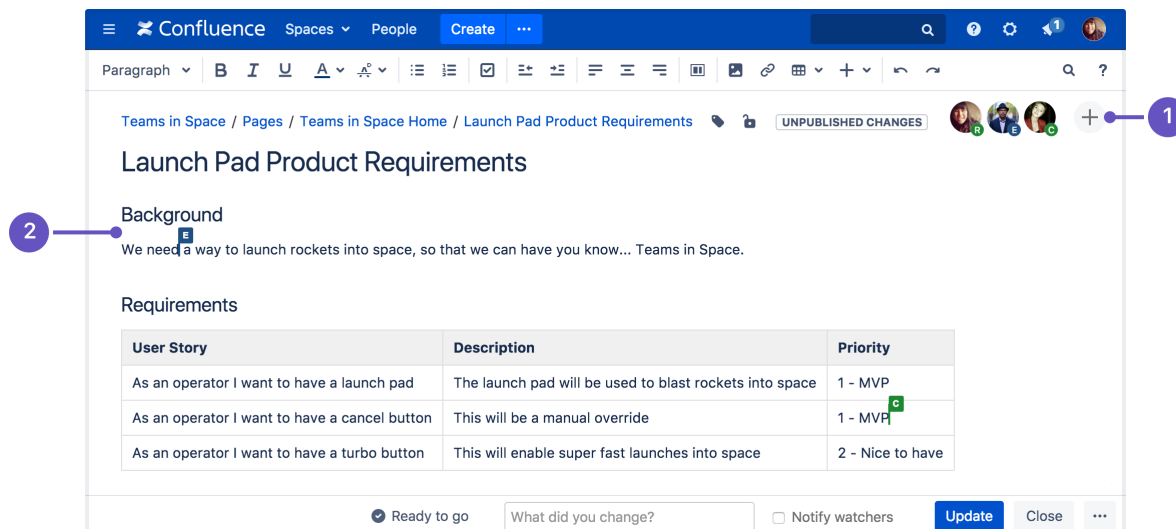 Confluence Spaces People Create ··· 1
Paragraph B I U A ?
Teams in Space / Pages / Teams in Space Home / Launch Pad Product Requirements UNPUBLISHED CHANGES R E C 1
Launch Pad Product Requirements
Background
2
E
We need a way to launch rockets into space, so that we can have you know... Teams in Space.
Requirements
User Story Description Priority
As an operator I want to have a launch pad The launch pad will be used to blast rockets into space 1 - MVP
C
As an operator I want to have a cancel button This will be a manual override 1 - MVP
As an operator I want to have a turbo button This will enable super fast launches into space 2 - Nice to have
Ready to go What did you change? Notify watchers Update Close ···